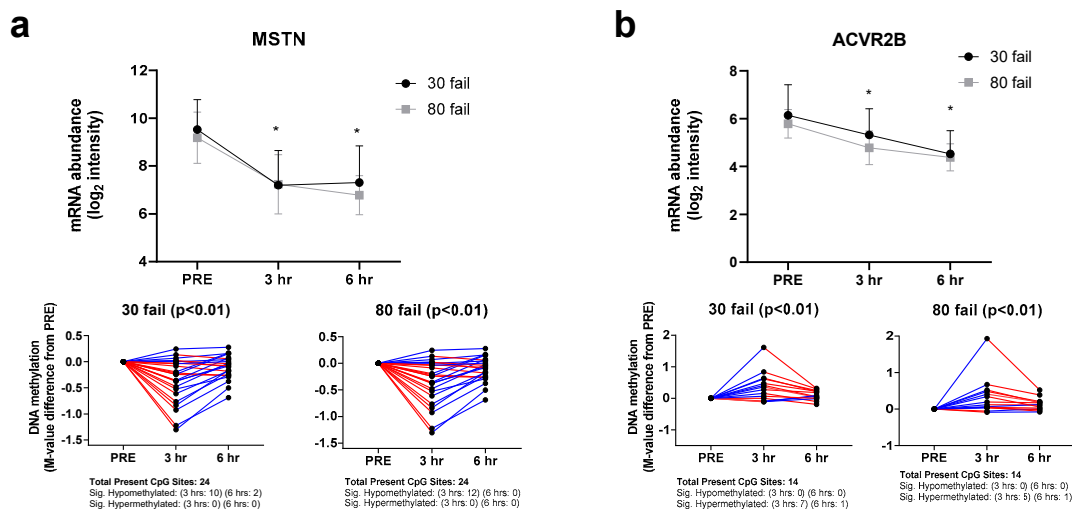 a
MSTN
30 fail
80 fail
mRNA abundance
(log2 intensity)
12
10
8
6
4
*
*
PRE
3 hr
6 hr
30 fail (p<0.01)
DNA methylation
(M-value difference from PRE)
0.5
0.0
-0.5
-1.0
-1.5
PRE
3 hr
6 hr
Total Present CpG Sites: 24
Sig. Hypomethylated: (3 hrs: 10) (6 hrs: 2)
Sig. Hypermethylated: (3 hrs: 0) (6 hrs: 0)
80 fail (p<0.01)
0.5
0.0
-0.5
-1.0
-1.5
PRE
3 hr
6 hr
Total Present CpG Sites: 24
Sig. Hypomethylated: (3 hrs: 12) (6 hrs: 0)
Sig. Hypermethylated: (3 hrs: 0) (6 hrs: 0)
b
ACVR2B
30 fail
80 fail
mRNA abundance
(log2 intensity)
8
6
4
2
0
*
*
PRE
3 hr
6 hr
30 fail (p<0.01)
DNA methylation
(M-value difference from PRE)
2
1
0
-1
PRE
3 hr
6 hr
Total Present CpG Sites: 14
Sig. Hypomethylated: (3 hrs: 0) (6 hrs: 0)
Sig. Hypermethylated: (3 hrs: 7) (6 hrs: 1)
80 fail (p<0.01)
2
1
0
-1
PRE
3 hr
6 hr
Total Present CpG Sites: 14
Sig. Hypomethylated: (3 hrs: 0) (6 hrs: 0)
Sig. Hypermethylated: (3 hrs: 5) (6 hrs: 1)